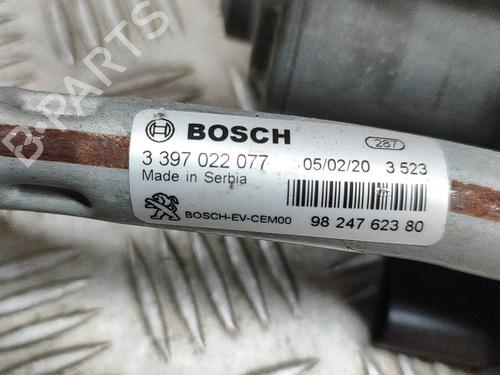 B-PARTS
BOSCH
287
3 397 022 077 05/02/20 3 523
Made in Serbia
BOSCH-EV-CEM00 98 247 623 80